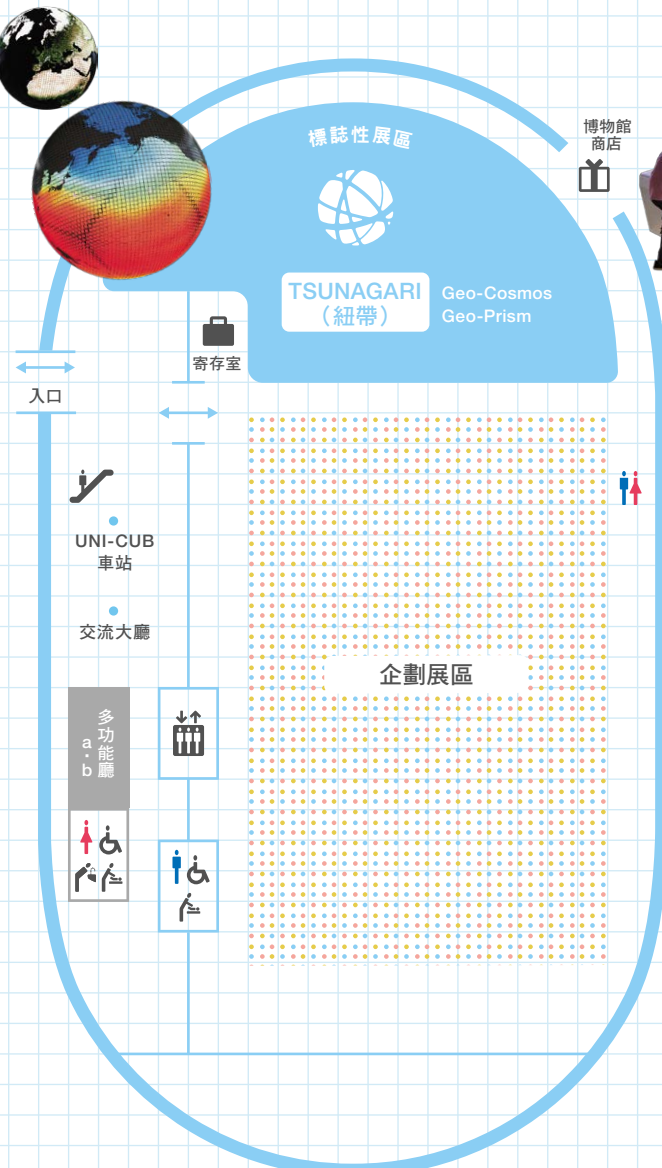 標誌性展區
博物館
商店
TSUNAGARI
（紐帶）
Geo-Cosmos
Geo-Prism
寄存室
入口
UNI-CUB
車站
交流大廳
企劃展區
多功能廳
a・b